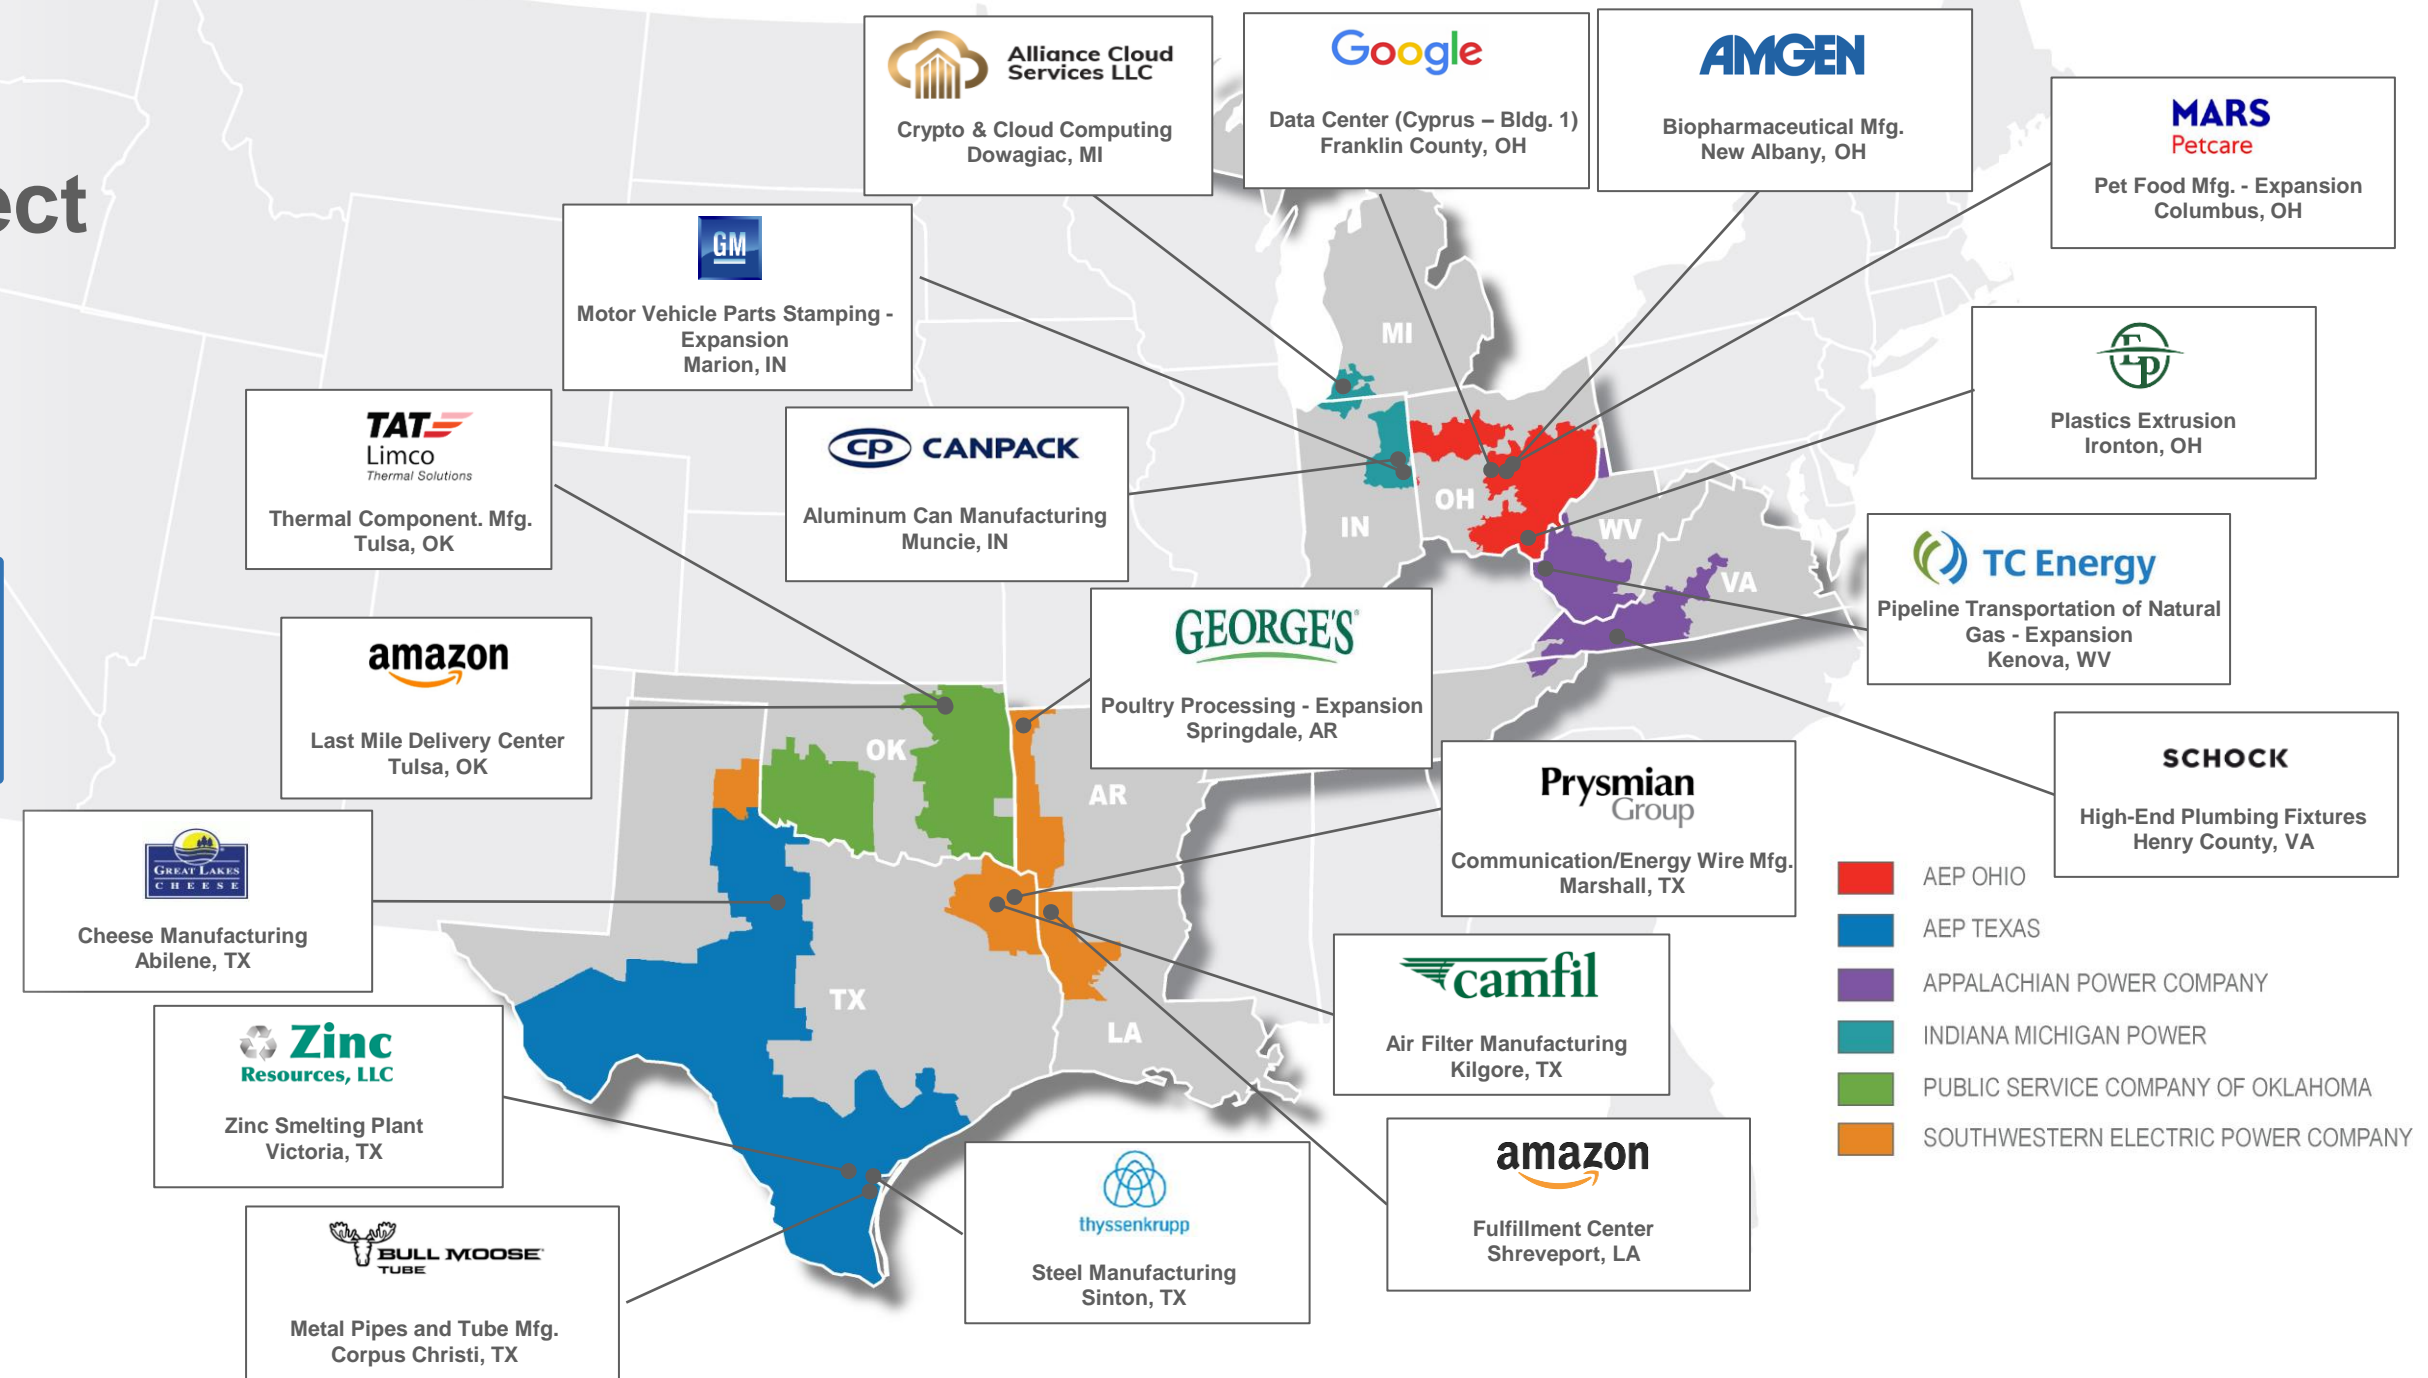 ect
Alliance Cloud
Services LLC
Crypto & Cloud Computing
Dowagiac, MI
Google
Data Center (Cyprus – Bldg. 1)
Franklin County, OH
AMGEN
Biopharmaceutical Mfg.
New Albany, OH
MARS
Petcare
Pet Food Mfg. - Expansion
Columbus, OH
GM
Motor Vehicle Parts Stamping -
Expansion
Marion, IN
EP
Plastics Extrusion
Ironton, OH
TAT
Limco
Thermal Solutions
Thermal Component. Mfg.
Tulsa, OK
CP CANPACK
Aluminum Can Manufacturing
Muncie, IN
TC Energy
Pipeline Transportation of Natural
Gas - Expansion
Kenova, WV
amazon
Last Mile Delivery Center
Tulsa, OK
GEORGE'S
Poultry Processing - Expansion
Springdale, AR
SCHOCK
High-End Plumbing Fixtures
Henry County, VA
Prysmian
Group
Communication/Energy Wire Mfg.
Marshall, TX
GREAT LAKES
CHEESE
Cheese Manufacturing
Abilene, TX
camfil
Air Filter Manufacturing
Kilgore, TX
Zinc
Resources, LLC
Zinc Smelting Plant
Victoria, TX
amazon
Fulfillment Center
Shreveport, LA
thyssenkrupp
Steel Manufacturing
Sinton, TX
BULL MOOSE
TUBE
Metal Pipes and Tube Mfg.
Corpus Christi, TX
MI
IN
OH
WV
VA
OK
AR
TX
LA
AEP OHIO
AEP TEXAS
APPALACHIAN POWER COMPANY
INDIANA MICHIGAN POWER
PUBLIC SERVICE COMPANY OF OKLAHOMA
SOUTHWESTERN ELECTRIC POWER COMPANY